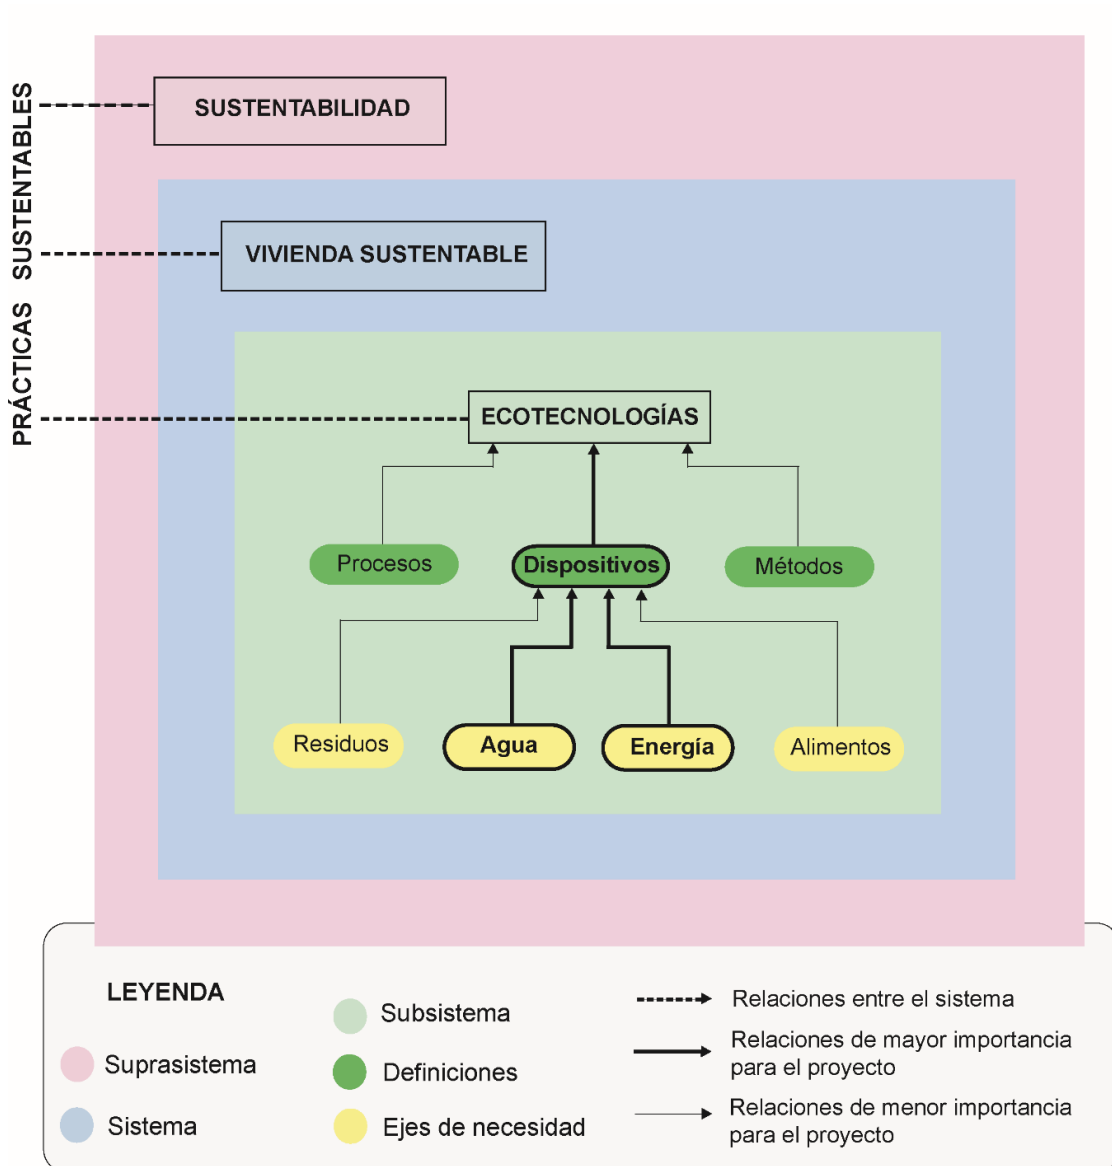 PRÁCTICAS SUSTENTABLES
SUSTENTABILIDAD
VIVIENDA SUSTENTABLE
ECOTECNOLOGÍAS
Procesos
Dispositivos
Métodos
Residuos
Agua
Energía
Alimentos
LEYENDA
Suprasistema
Sistema
Subsistema
Definiciones
Ejes de necesidad
Relaciones entre el sistema
Relaciones de mayor importancia
para el proyecto
Relaciones de menor importancia
para el proyecto